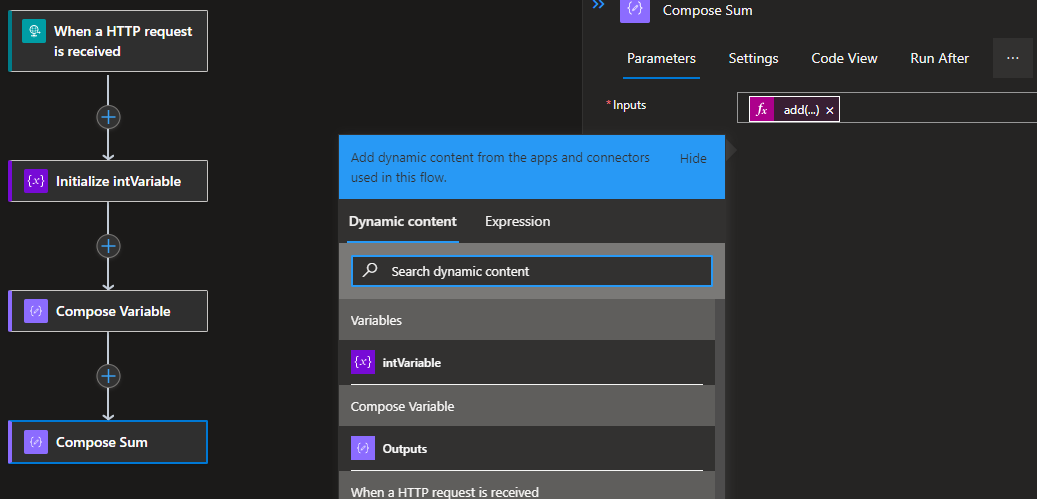 When a HTTP request
is received
{x} Initialize intVariable
Compose Variable
Compose Sum
Compose Sum
Parameters Settings Code View Run After ...
* Inputs
fx add(...) ×
Add dynamic content from the apps and connectors
used in this flow.
Hide
Dynamic content Expression
Search dynamic content
Variables
{x} intVariable
Compose Variable
Outputs
When a HTTP request is received